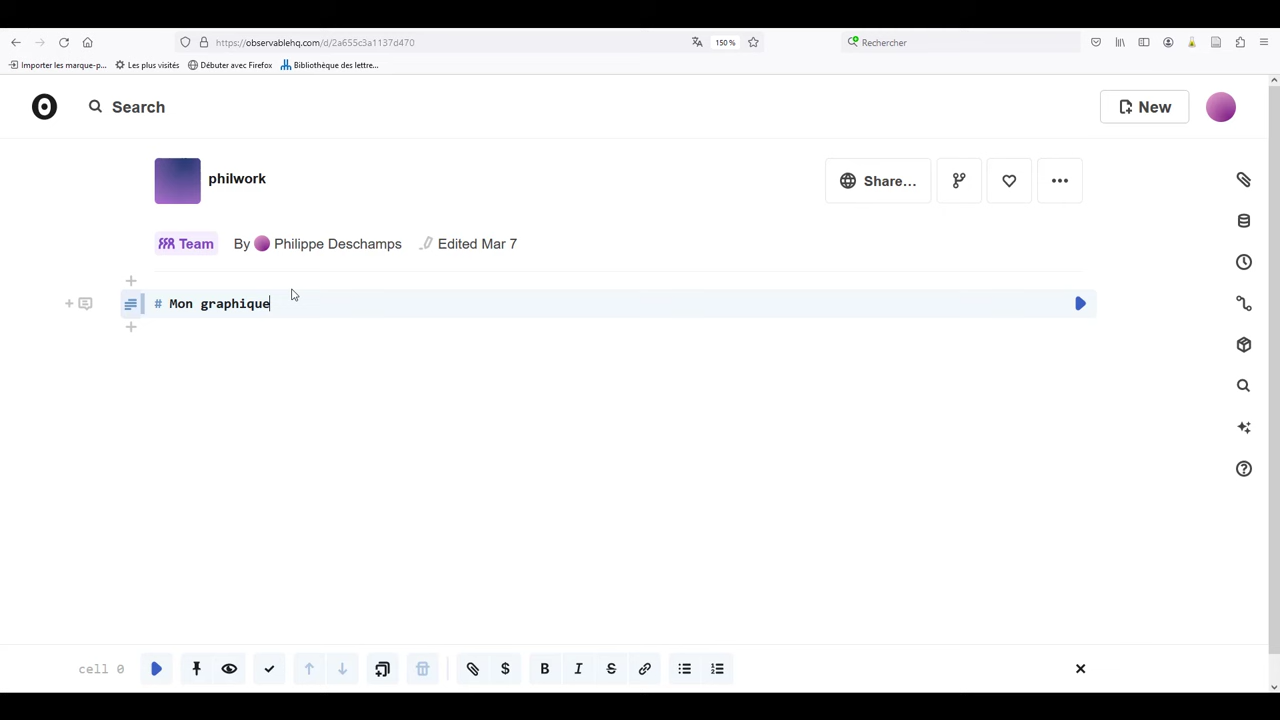 https://observablehq.com/d/2a655c3a1137d470
150 %
Rechercher
Importer les marque-p...
Les plus visités
Débuter avec Firefox
Bibliothèque des lettre...
Search
New
philwork
Share...
Team
By Philippe Deschamps
Edited Mar 7
# Mon graphique
cell 0
$
B
I
S